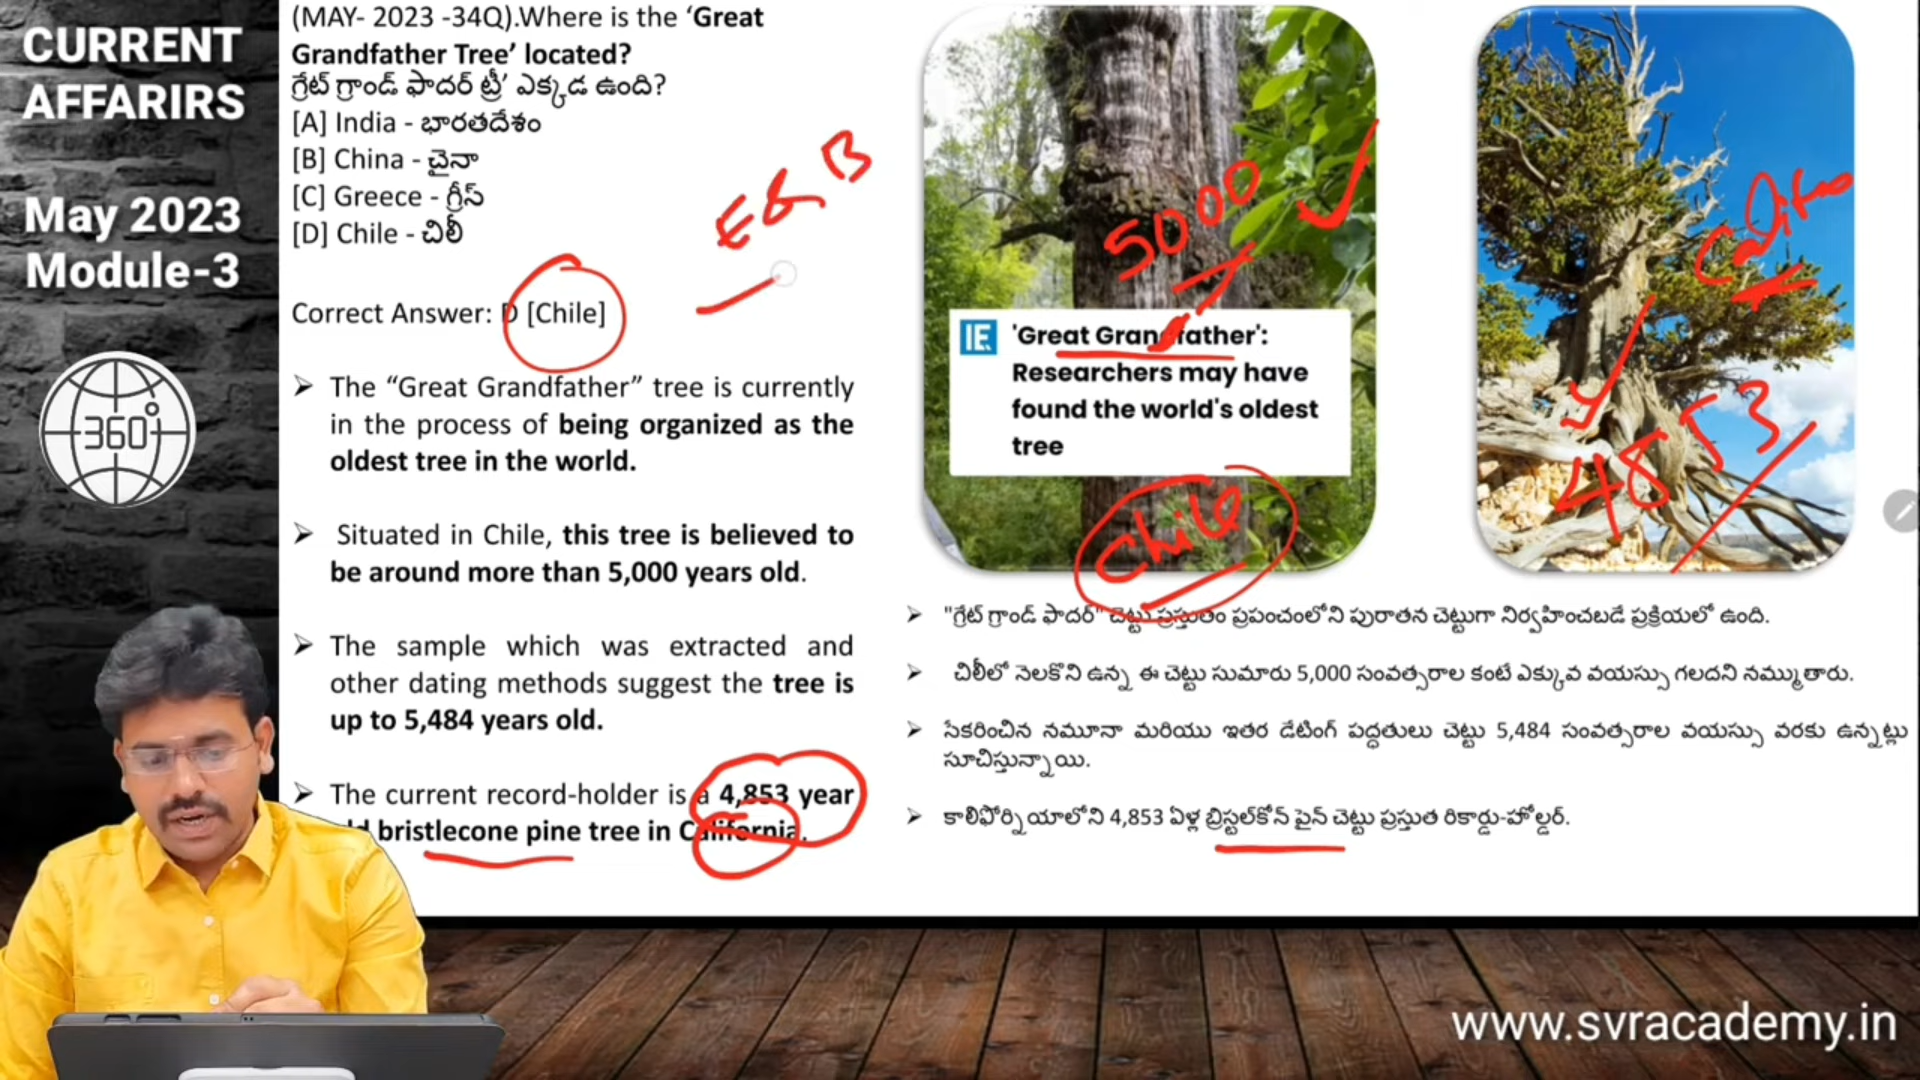 CURRENT
AFFARIRS
May 2023
Module-3
360°
(MAY- 2023 -34Q).Where is the ‘Great
Grandfather Tree’ located?
గ్రేట్ గ్రాండ్ ఫాదర్ ట్రీ’ ఎక్కడ ఉంది?
[A] India - భారతదేశం
[B] China - చైనా
[C] Greece - గ్రీస్
[D] Chile - చిలీ
Correct Answer: D [Chile]
➢ The “Great Grandfather” tree is currently
in the process of being organized as the
oldest tree in the world.
➢ Situated in Chile, this tree is believed to
be around more than 5,000 years old.
➢ The sample which was extracted and
other dating methods suggest the tree is
up to 5,484 years old.
➢ The current record-holder is a 4,853 year
bristlecone pine tree in California.
E & B
5000
IE.
'Great Grandfather':
Researchers may have
found the world's oldest
tree
Chile
4853
➢ "గ్రేట్ గ్రాండ్ ఫాదర్" చెట్టు ప్రస్తుతం ప్రపంచంలోని పురాతన చెట్టుగా నిర్వహించబడే ప్రక్రియలో ఉంది.
➢ చిలీలో నెలకొని ఉన్న ఈ చెట్టు సుమారు 5,000 సంవత్సరాల కంటే ఎక్కువ వయస్సు గలదని నమ్ముతారు.
➢ సేకరించిన నమూనా మరియు ఇతర డేటింగ్ పద్ధతులు చెట్టు 5,484 సంవత్సరాల వయస్సు వరకు ఉన్నట్లు
సూచిస్తున్నాయి.
➢ కాలిఫోర్నియాలోని 4,853 ఏళ్ల బ్రిస్టల్‌కోన్ పైన్ చెట్టు ప్రస్తుత రికార్డు-హోల్డర్.
www.svracademy.in